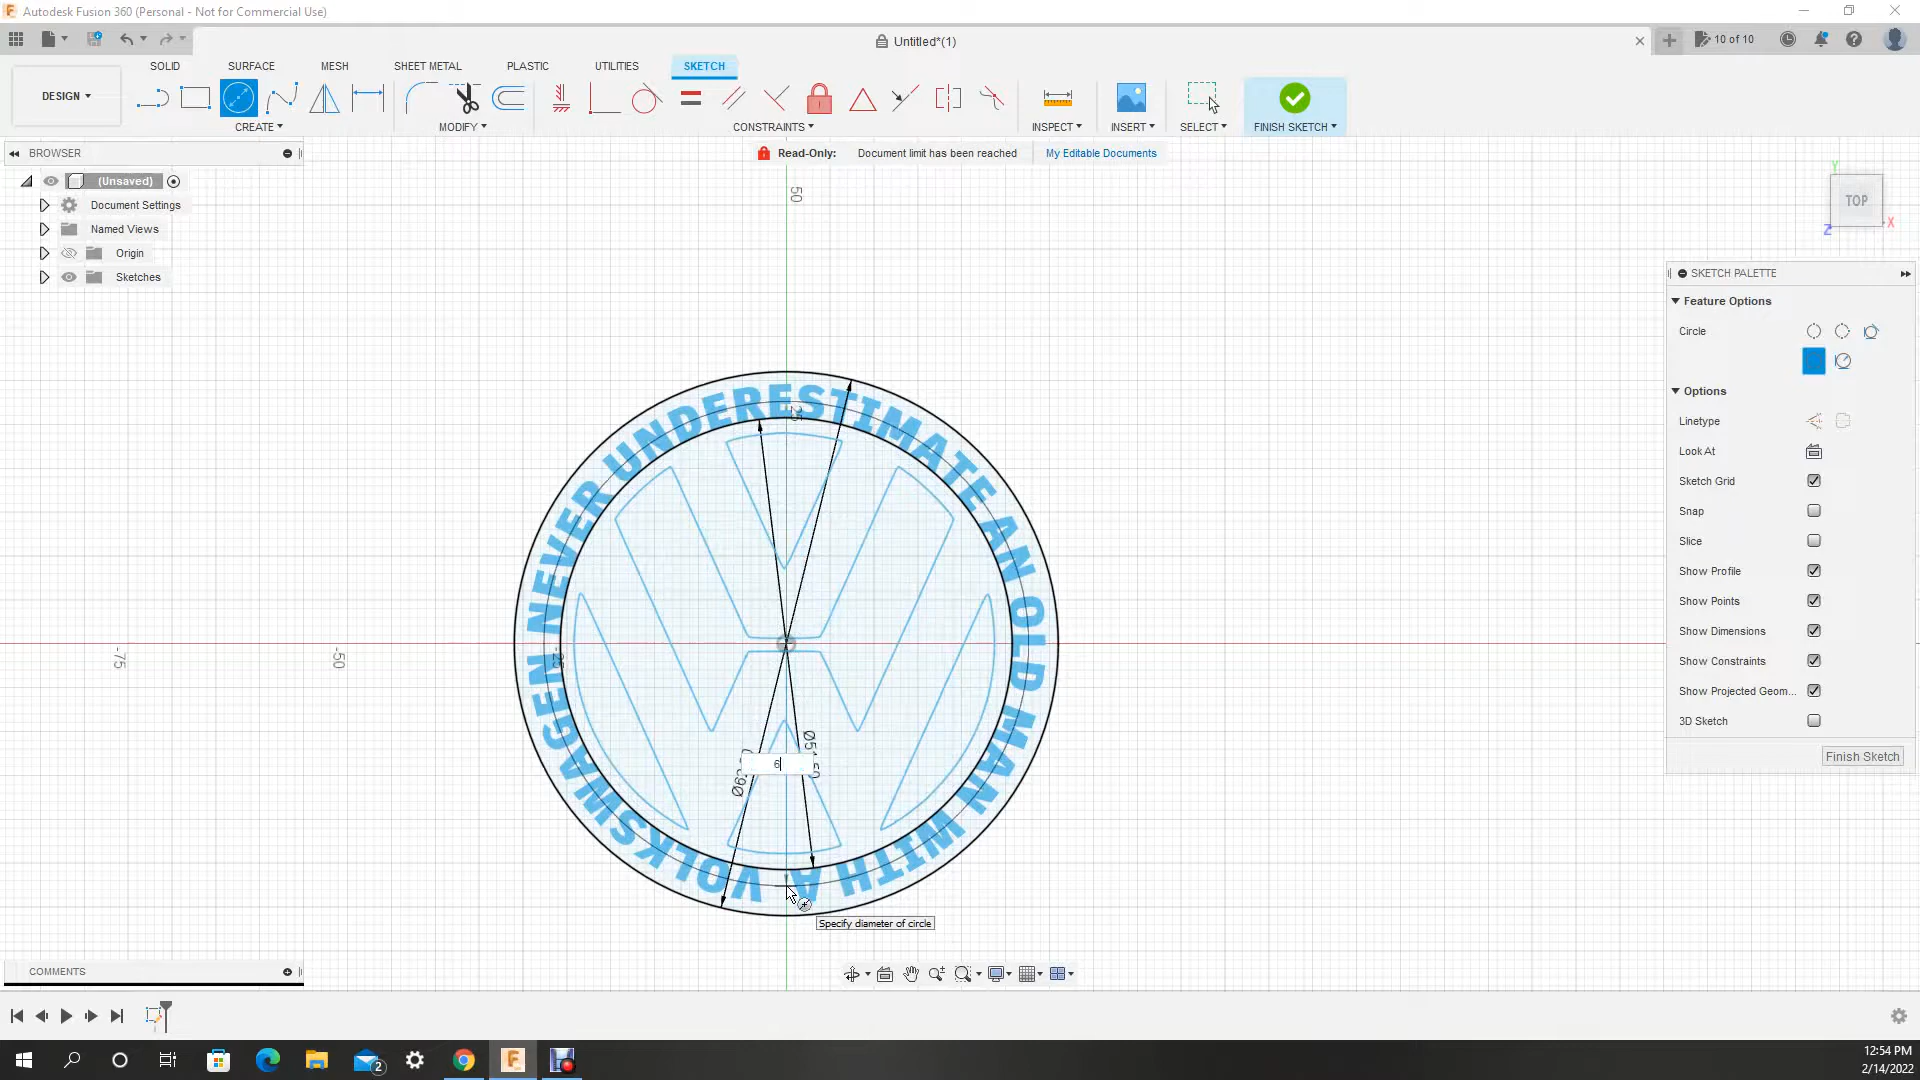 Autodesk Fusion 360 (Personal - Not for Commercial Use)
Untitled*(1)
10 of 10
SOLID
SURFACE
MESH
SHEET METAL
PLASTIC
UTILITIES
SKETCH
DESIGN
CREATE
MODIFY
CONSTRAINTS
INSPECT
INSERT
SELECT
FINISH SKETCH
BROWSER
Read-Only: Document limit has been reached My Editable Documents
(Unsaved)
Document Settings
Named Views
Origin
Sketches
50
25
-75
-50
-25
TOP
Y
X
Z
NEVER UNDERESTIMATE AN OLD MAN WITH A VOLKSWAGEN
6
Specify diameter of circle
SKETCH PALETTE
Feature Options
Circle
Options
Linetype
Look At
Sketch Grid
Snap
Slice
Show Profile
Show Points
Show Dimensions
Show Constraints
Show Projected Geom...
3D Sketch
Finish Sketch
COMMENTS
2
12:54 PM
2/14/2022